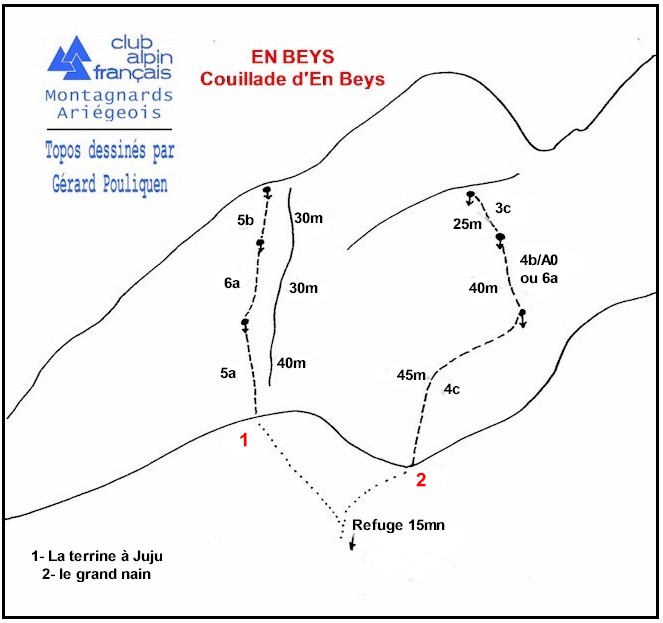 club
alpin
français
Montagnards
Ariégeois
Topos dessinés par
Gérard Pouliquen
EN BEYS
Couillade d'En Beys
5b
30m
6a
30m
5a
40m
1
3c
25m
4b/A0
ou 6a
40m
45m
4c
2
Refuge 15mn
1- La terrine à Juju
2- le grand nain